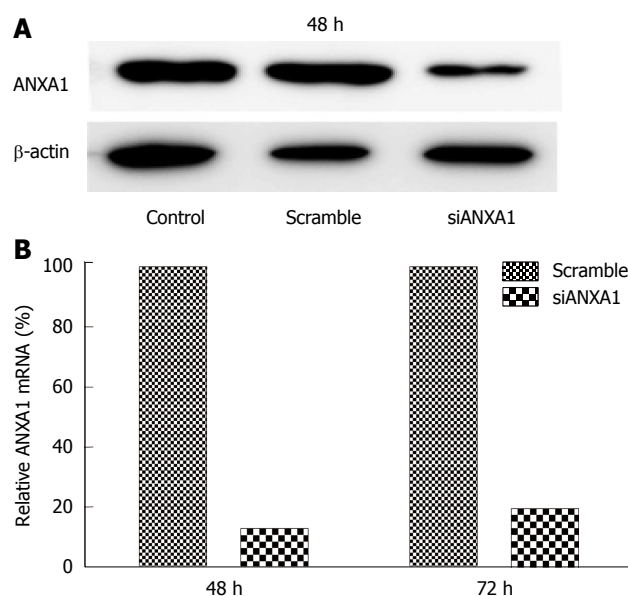 A
48 h
ANXA1
β-actin
Control Scramble siANXA1
B
Relative ANXA1 mRNA (%)
100
80
60
40
20
0
Scramble
siANXA1
48 h 72 h